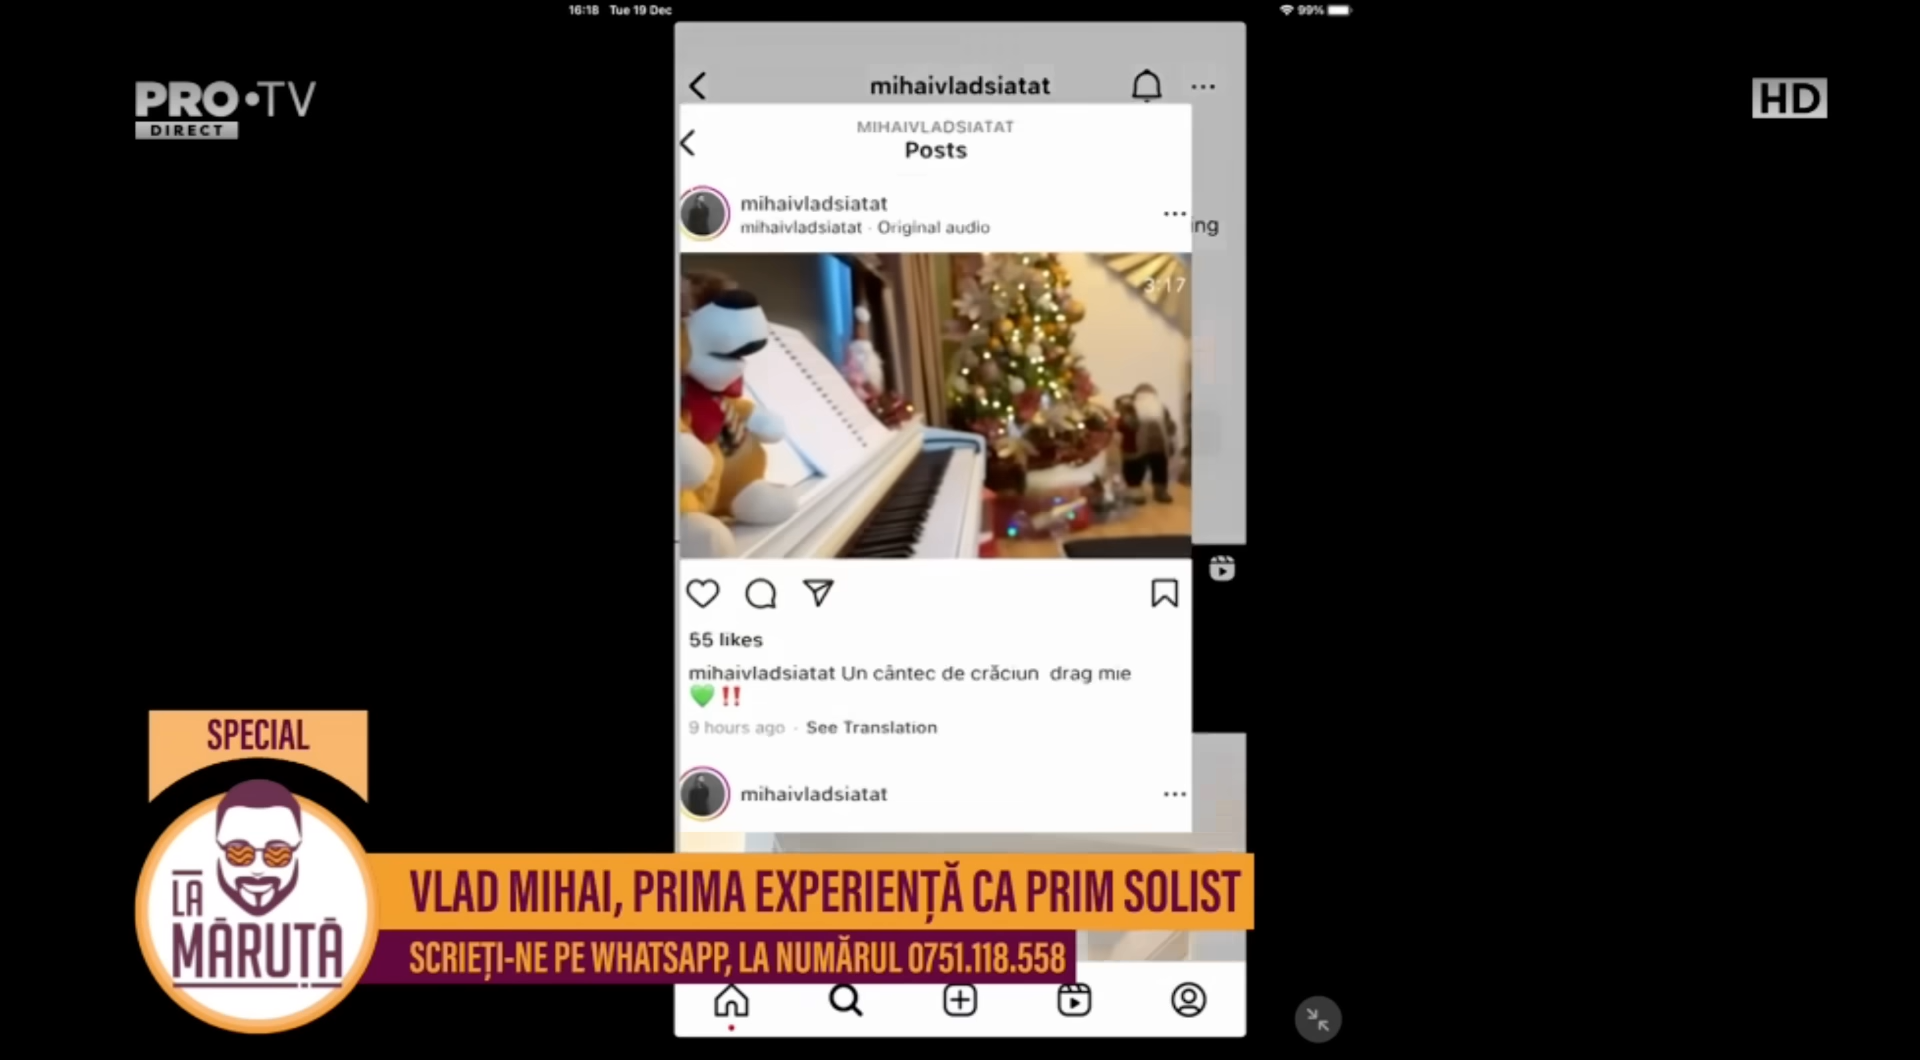 16:18 Tue 19 Dec
99%
PRO•TV
DIRECT
HD
mihaivladsiatat
MIHAIVLADSIATAT
Posts
mihaivladsiatat
mihaivladsiatat · Original audio
ing
3:17
55 likes
mihaivladsiatat Un cântec de crăciun drag mie
💚‼️
9 hours ago · See Translation
mihaivladsiatat
SPECIAL
LA
MĂRUȚĂ
VLAD MIHAI, PRIMA EXPERIENȚĂ CA PRIM SOLIST
SCRIEȚI-NE PE WHATSAPP, LA NUMĂRUL 0751.118.558